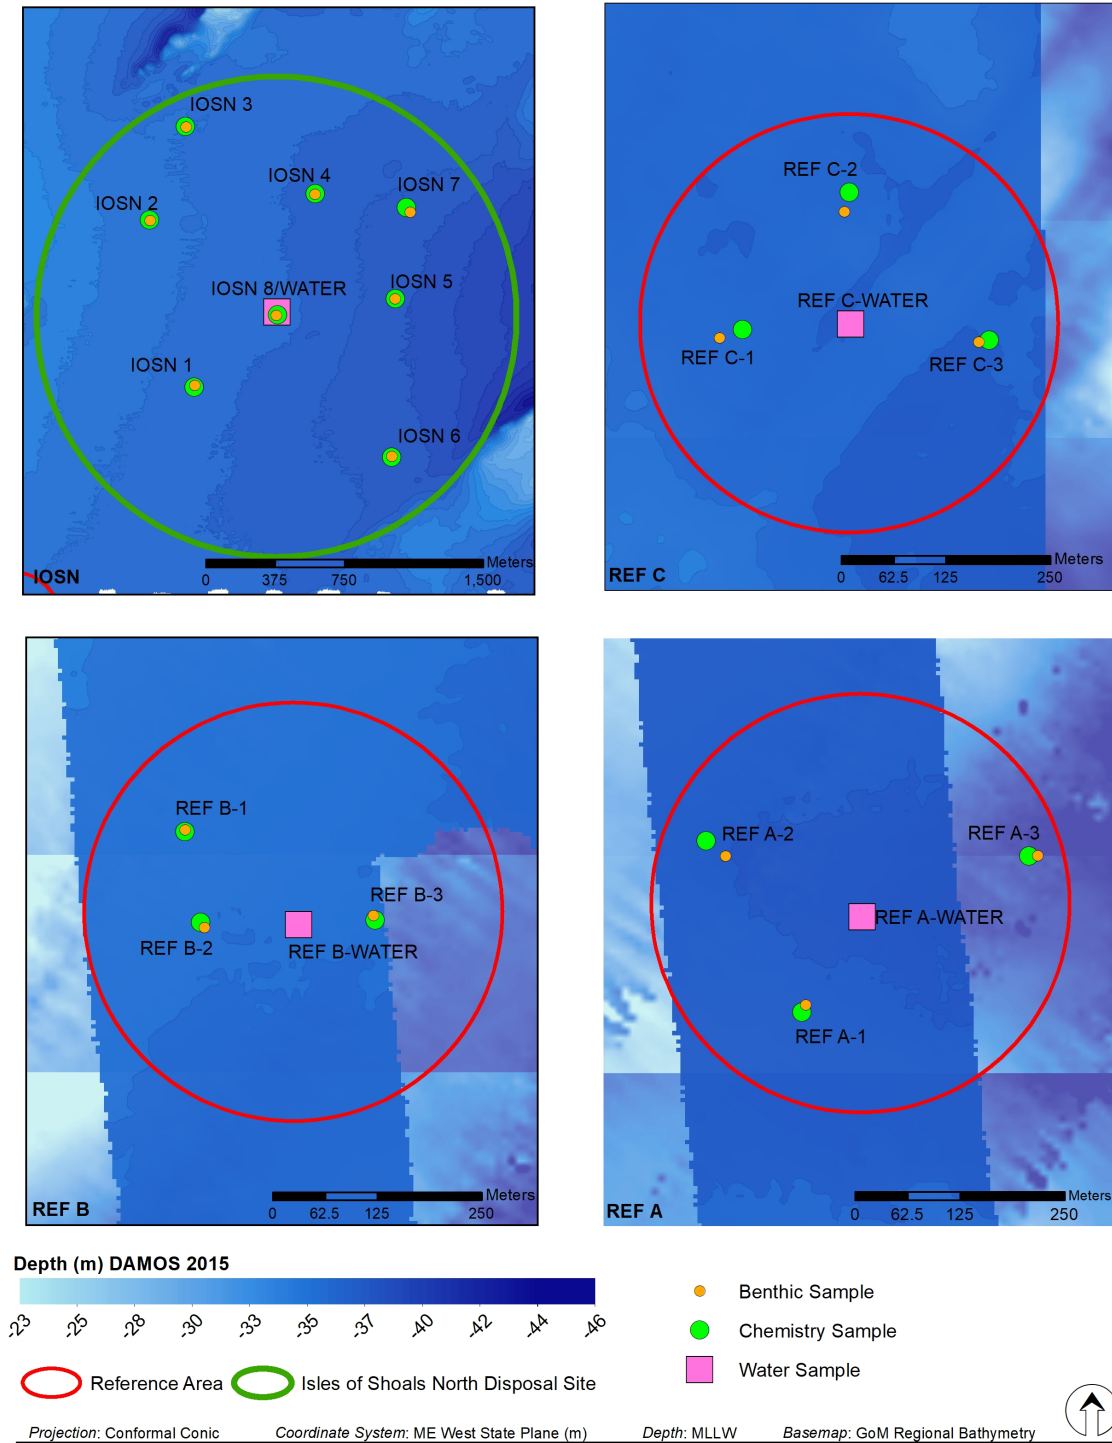 IOSN 3
IOSN 4
IOSN 7
IOSN 2
IOSN 8/WATER
IOSN 5
IOSN 1
IOSN 6
Meters
0 375 750 1,500
IOSN
REF C-2
REF C-WATER
REF C-1
REF C-3
Meters
0 62.5 125 250
REF C
REF B-1
REF B-3
REF B-2
REF B-WATER
Meters
0 62.5 125 250
REF B
REF A-2
REF A-3
REF A-WATER
REF A-1
Meters
0 62.5 125 250
REF A
Depth (m) DAMOS 2015
-23 -25 -28 -30 -33 -35 -37 -40 -42 -44 -46
Benthic Sample
Chemistry Sample
Water Sample
Reference Area
Isles of Shoals North Disposal Site
Projection: Conformal Conic Coordinate System: ME West State Plane (m) Depth: MLLW Basemap: GoM Regional Bathymetry